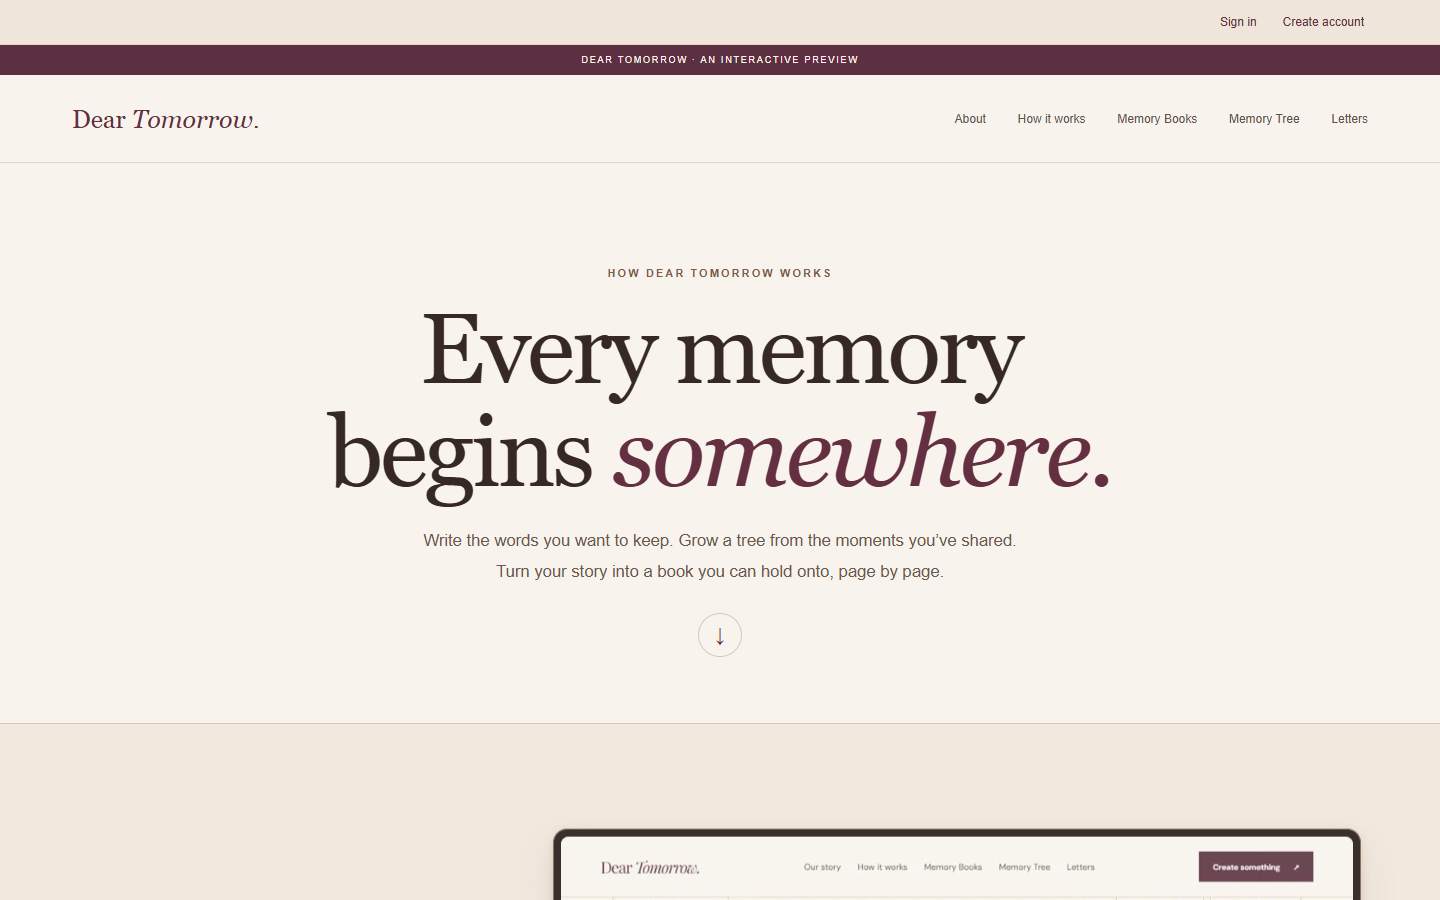 Sign in
Create account
DEAR TOMORROW · AN INTERACTIVE PREVIEW
Dear Tomorrow.
About
How it works
Memory Books
Memory Tree
Letters
HOW DEAR TOMORROW WORKS
Every memory
begins somewhere.
Write the words you want to keep. Grow a tree from the moments you’ve shared.
Turn your story into a book you can hold onto, page by page.
↓
Dear Tomorrow.
Our story
How it works
Memory Books
Memory Tree
Letters
Create something ↗